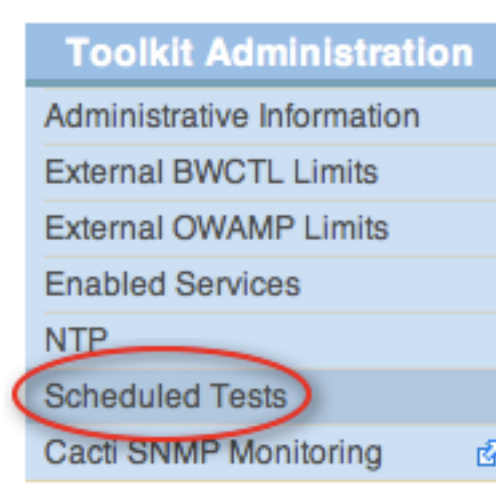 Toolkit Administration
Administrative Information
External BWCTL Limits
External OWAMP Limits
Enabled Services
NTP
Scheduled Tests
Cacti SNMP Monitoring